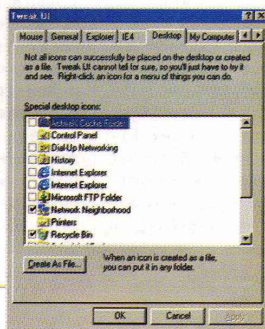 Tweak UI
Mouse General Explorer IE4 Desktop My Computer
Not all icons can successfully be placed on the desktop or created
as a file. Tweak UI cannot tell for sure, so you'll just have to try it
and see. Right-click an icon for a menu of things you can do.
Special desktop icons:
Control Panel
Dial-Up Networking
History
Internet Explorer
Internet Explorer
Microsoft FTP Folder
Network Neighborhood
Printers
Recycle Bin
Create As File...
When an icon is created as a file,
you can put it in any folder.
OK Cancel Apply